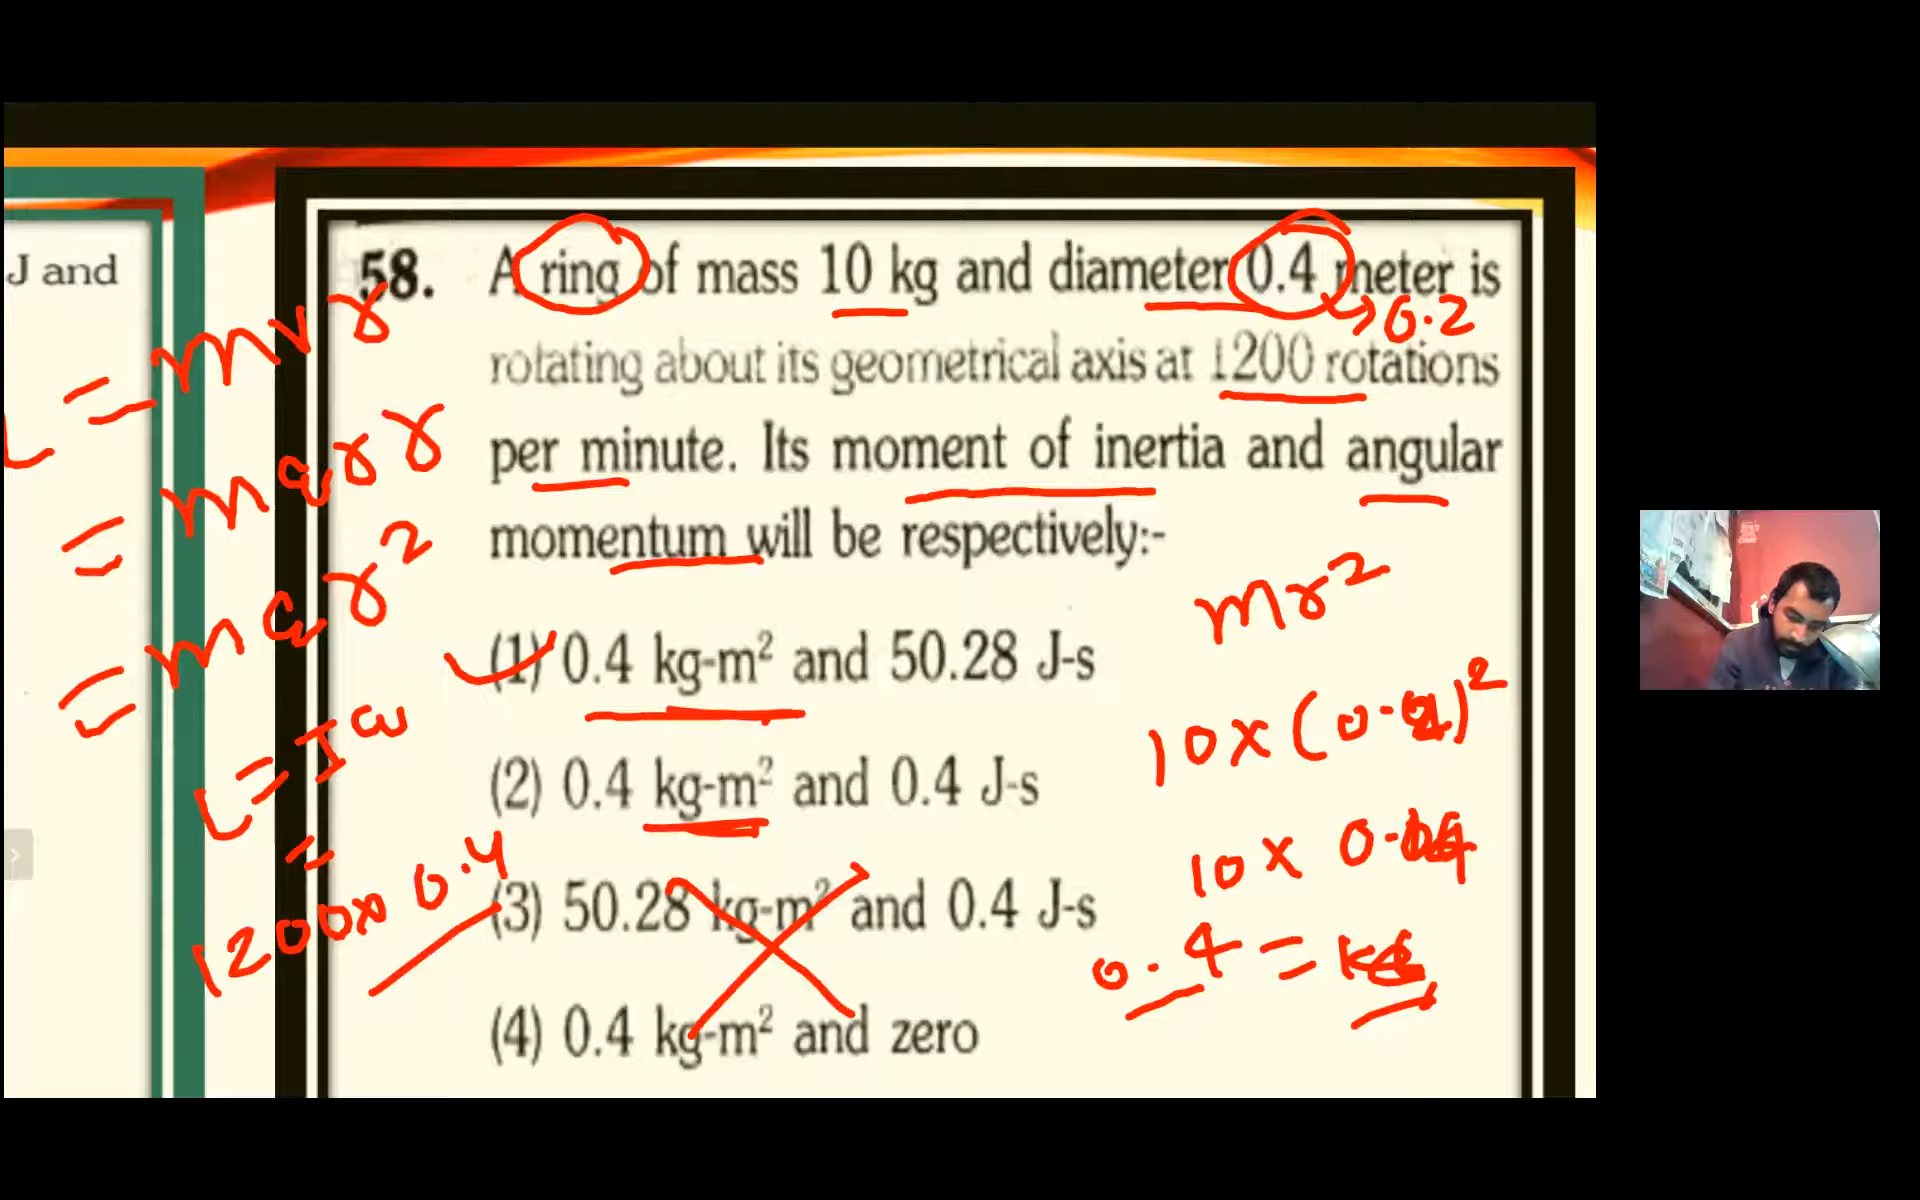 J and
58. A ring of mass 10 kg and diameter 0.4 meter is
→ 0.2
rotating about its geometrical axis at 1200 rotations
per minute. Its moment of inertia and angular
momentum will be respectively:-
(1) 0.4 kg-m² and 50.28 J-s
(2) 0.4 kg-m² and 0.4 J-s
(3) 50.28 kg-m² and 0.4 J-s
(4) 0.4 kg-m² and zero
L = mvr
= mωrr
= mωr²
L = Iω
=
1200x 0.4
mr²
10x(0.2)²
10x
0.4 =